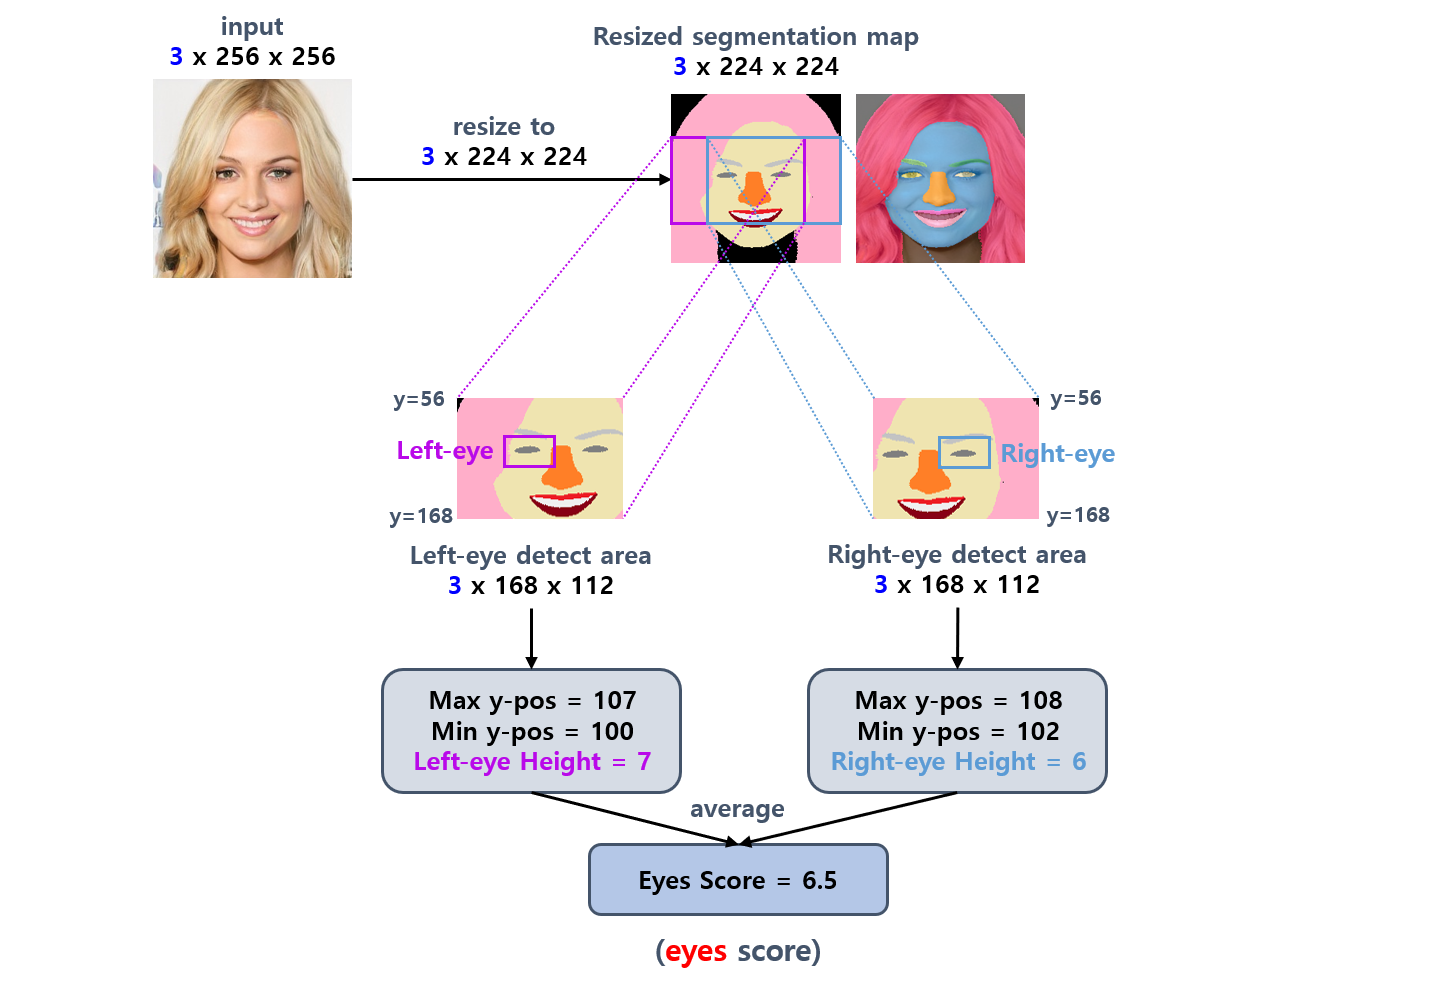 input
3 x 256 x 256
Resized segmentation map
3 x 224 x 224
resize to
3 x 224 x 224
y=56
y=56
Left-eye
Right-eye
y=168
y=168
Left-eye detect area
3 x 168 x 112
Right-eye detect area
3 x 168 x 112
Max y-pos = 107
Min y-pos = 100
Left-eye Height = 7
Max y-pos = 108
Min y-pos = 102
Right-eye Height = 6
average
Eyes Score = 6.5
(eyes score)